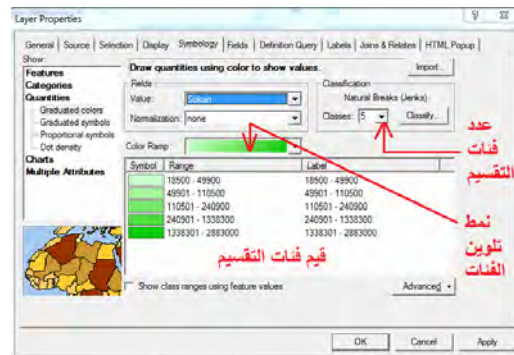 Layer Properties
General | Source | Selection | Display | Symbology | Fields | Definition Query | Labels | Joins & Relates | HTML Popup
Show:
Features
Categories
Quantities
Graduated colors
Graduated symbols
Proportional symbols
Dot density
Charts
Multiple Attributes
Draw quantities using color to show values.
Import...
Fields
Value: Sokan
Normalization: none
Classification
Natural Breaks (Jenks)
Classes: 5
Classify...
Color Ramp:
Symbol Range Label
18500 - 49900 18500 - 49900
49901 - 110500 49901 - 110500
110501 - 240900 110501 - 240900
240901 - 1338300 240901 - 1338300
1338301 - 2883000 1338301 - 2883000
قيم فئات التقسيم
Show class ranges using feature values
Advanced
OK Cancel Apply
عدد
فئات
التقسيم
نمط
تلوين
الفئات